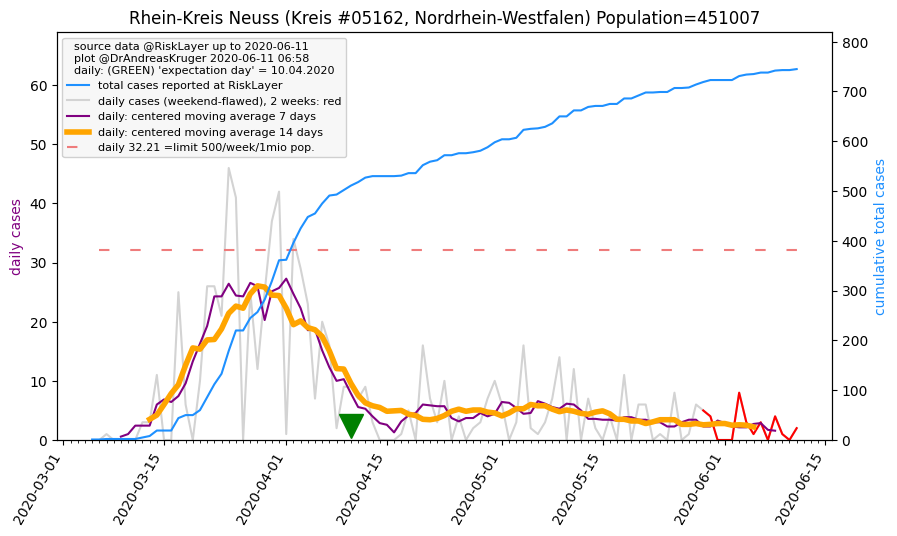 Rhein-Kreis Neuss (Kreis #05162, Nordrhein-Westfalen) Population=451007
source data @RiskLayer up to 2020-06-11
plot @DrAndreasKruger 2020-06-11 06:58
daily: (GREEN) 'expectation day' = 10.04.2020
total cases reported at RiskLayer
daily cases (weekend-flawed), 2 weeks: red
daily: centered moving average 7 days
daily: centered moving average 14 days
daily 32.21 =limit 500/week/1mio pop.
daily cases
60
50
40
30
20
10
0
cumulative total cases
800
700
600
500
400
300
200
100
0
2020-03-01
2020-03-15
2020-04-01
2020-04-15
2020-05-01
2020-05-15
2020-06-01
2020-06-15